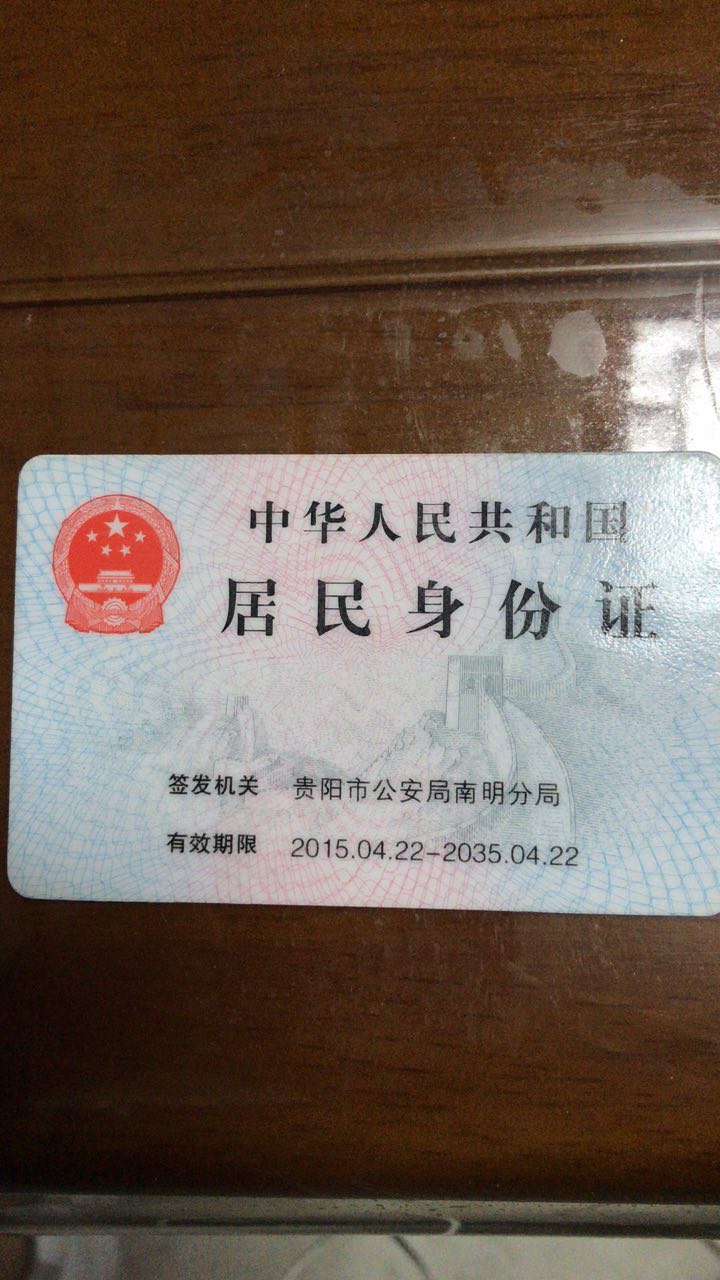 中华人民共和国
居民身份证
签发机关 贵阳市公安局南明分局
有效期限 2015.04.22-2035.04.22